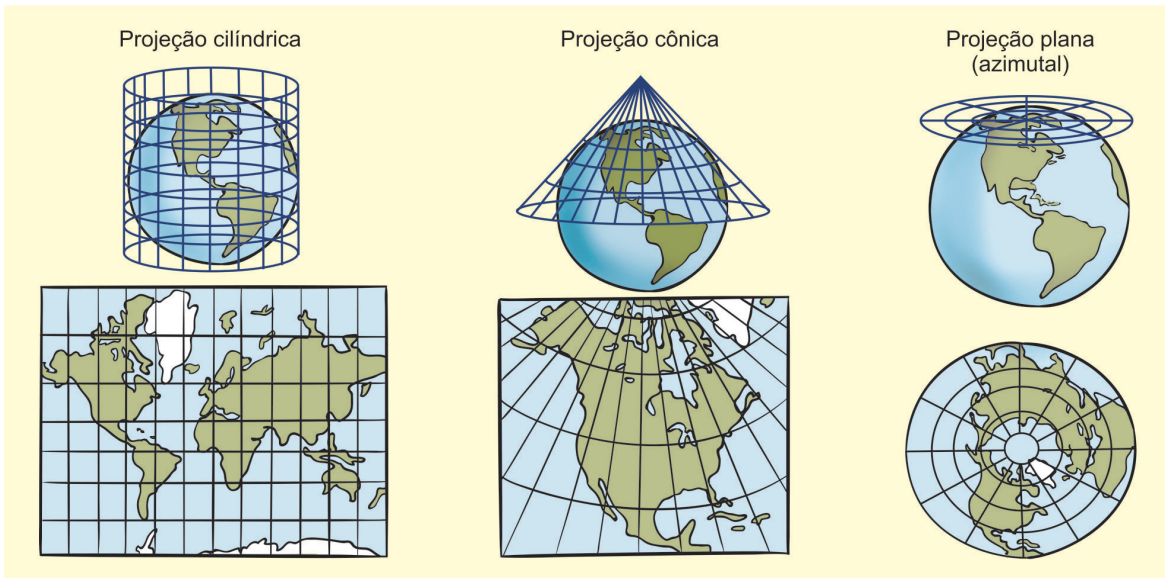 Projeção cilíndrica
Projeção cônica
Projeção plana
(azimutal)